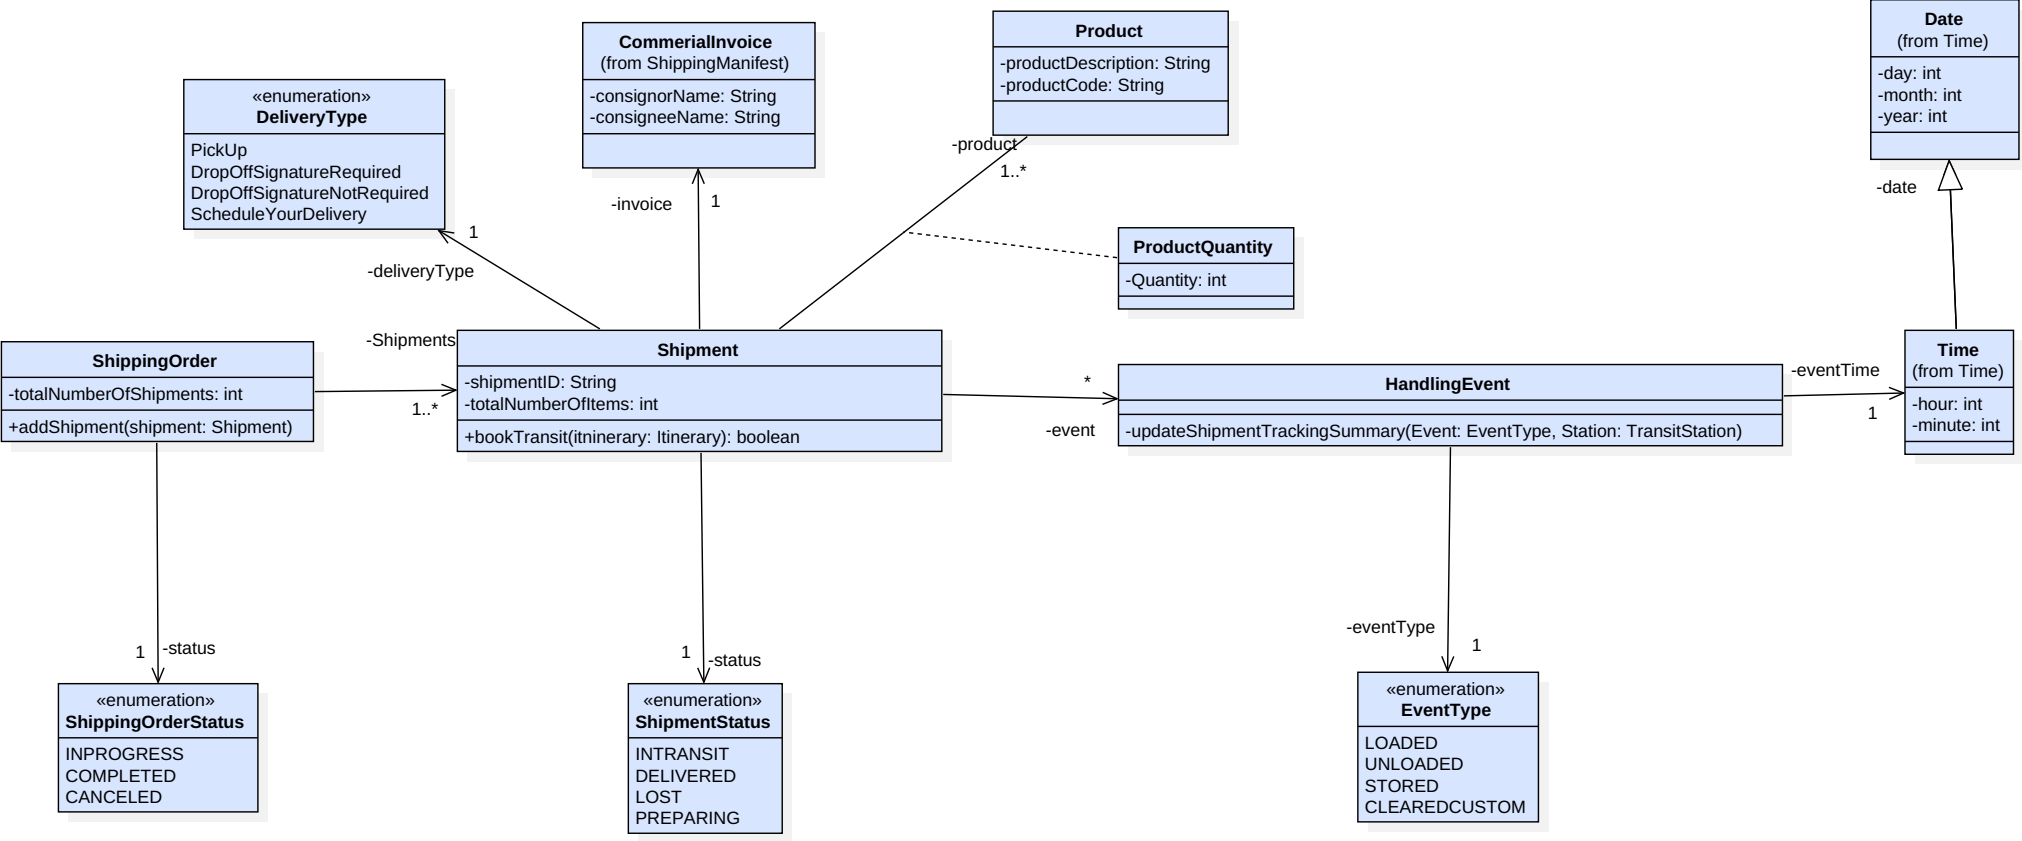 Date
(from Time)
-day: int
-month: int
-year: int
Product
-productDescription: String
-productCode: String
CommerialInvoice
(from ShippingManifest)
-consignorName: String
-consigneeName: String
«enumeration»
DeliveryType
PickUp
DropOffSignatureRequired
DropOffSignatureNotRequired
ScheduleYourDelivery
-product
1..*
-date
-invoice
1
1
-deliveryType
ProductQuantity
-Quantity: int
-Shipments
1..*
ShippingOrder
-totalNumberOfShipments: int
+addShipment(shipment: Shipment)
Shipment
-shipmentID: String
-totalNumberOfItems: int
+bookTransit(itninerary: Itinerary): boolean
*
-event
HandlingEvent
-updateShipmentTrackingSummary(Event: EventType, Station: TransitStation)
-eventTime
1
Time
(from Time)
-hour: int
-minute: int
1
-status
1
-status
-eventType
1
«enumeration»
ShippingOrderStatus
INPROGRESS
COMPLETED
CANCELED
«enumeration»
ShipmentStatus
INTRANSIT
DELIVERED
LOST
PREPARING
«enumeration»
EventType
LOADED
UNLOADED
STORED
CLEAREDCUSTOM